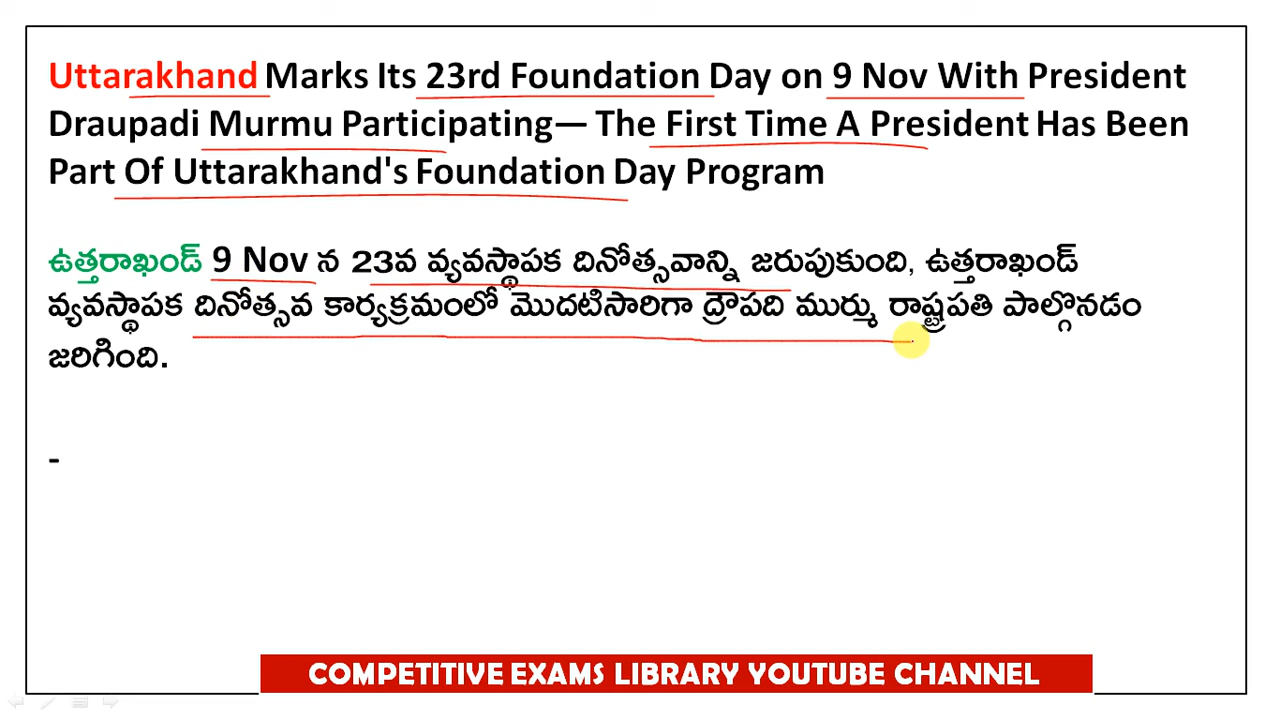 Uttarakhand Marks Its 23rd Foundation Day on 9 Nov With President
Draupadi Murmu Participating— The First Time A President Has Been
Part Of Uttarakhand's Foundation Day Program
ఉత్తరాఖండ్ 9 Nov న 23వ వ్యవస్థాపక దినోత్సవాన్ని జరుపుకుంది, ఉత్తరాఖండ్
వ్యవస్థాపక దినోత్సవ కార్యక్రమంలో మొదటిసారిగా ద్రౌపది ముర్ము రాష్ట్రపతి పాల్గొనడం
జరిగింది.
-
COMPETITIVE EXAMS LIBRARY YOUTUBE CHANNEL